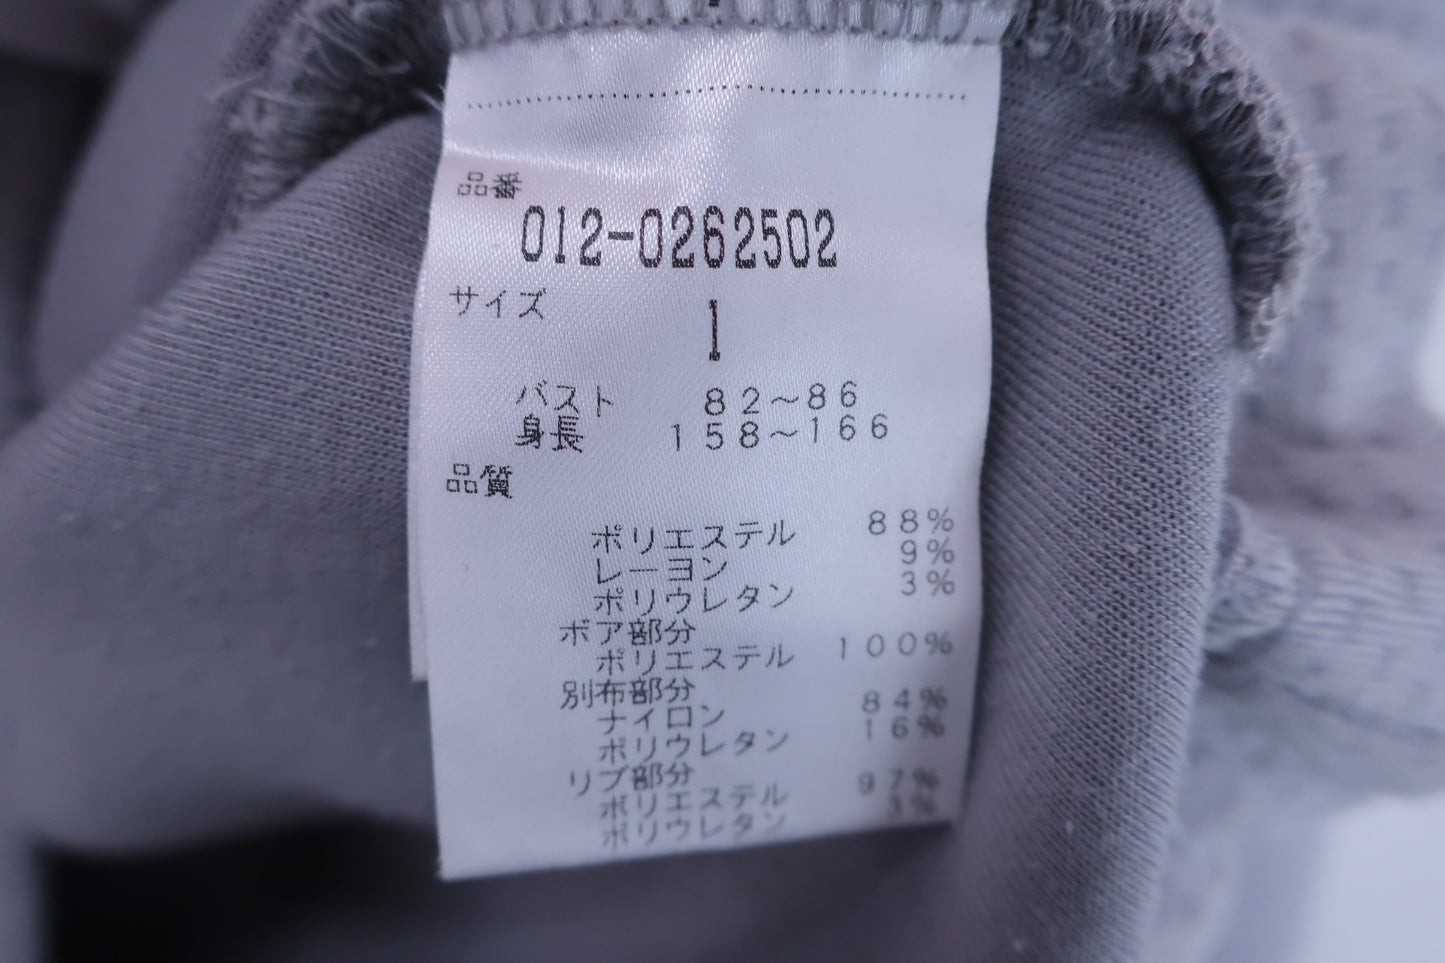 品番
012-0262502
サイズ
1
バスト 82～86
身長 158～166
品質
ポリエステル 88%
レーヨン 9%
ポリウレタン 3%
ボア部分
ポリエステル 100%
別布部分
ナイロン 84%
ポリウレタン 16%
リブ部分
ポリエステル 97%
ポリウレタン 3%